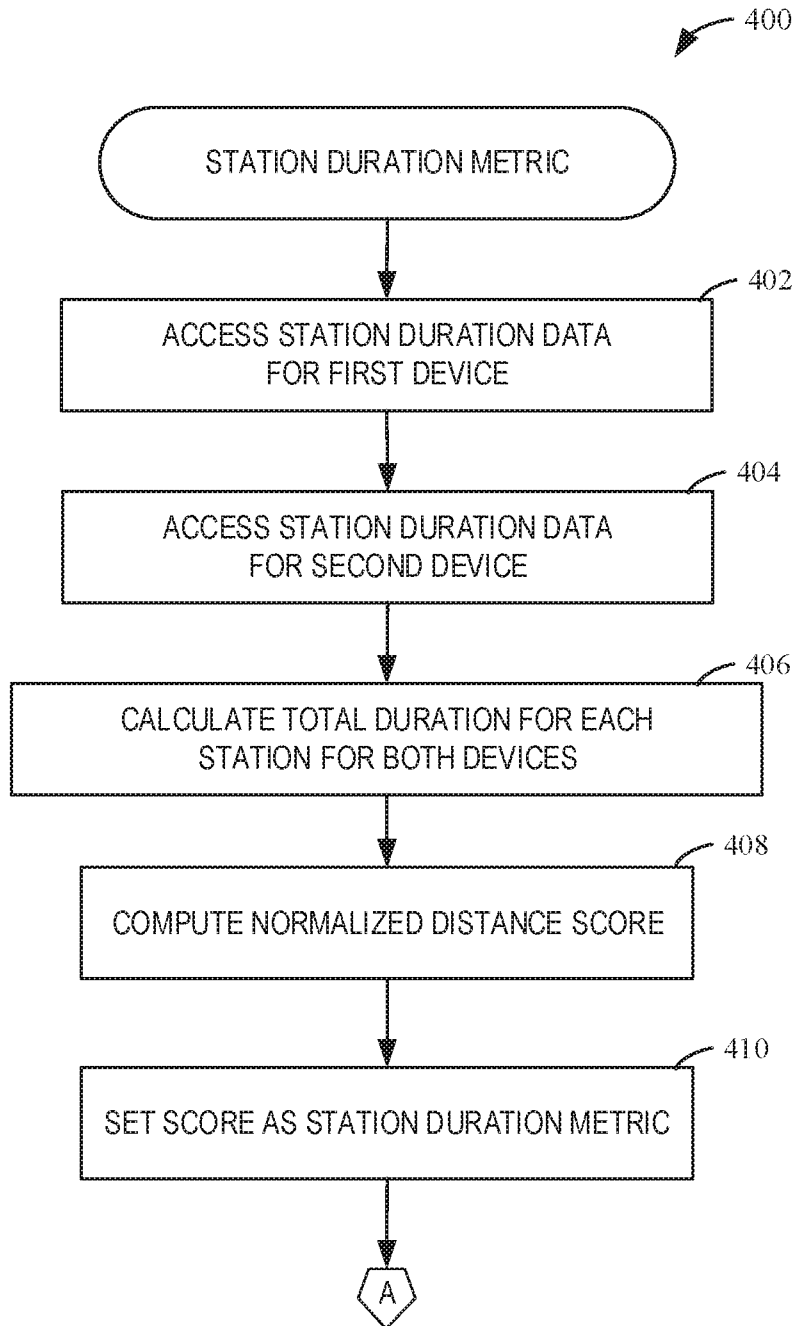 400
STATION DURATION METRIC
402
ACCESS STATION DURATION DATA
FOR FIRST DEVICE
404
ACCESS STATION DURATION DATA
FOR SECOND DEVICE
406
CALCULATE TOTAL DURATION FOR EACH
STATION FOR BOTH DEVICES
408
COMPUTE NORMALIZED DISTANCE SCORE
410
SET SCORE AS STATION DURATION METRIC
A